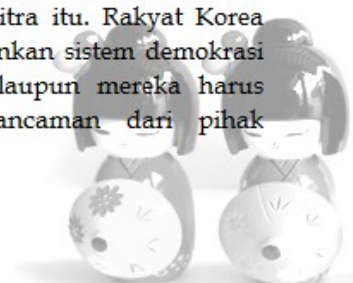 itra itu. Rakyat Korea
nkan sistem demokrasi
laupun mereka harus
ancaman dari pihak